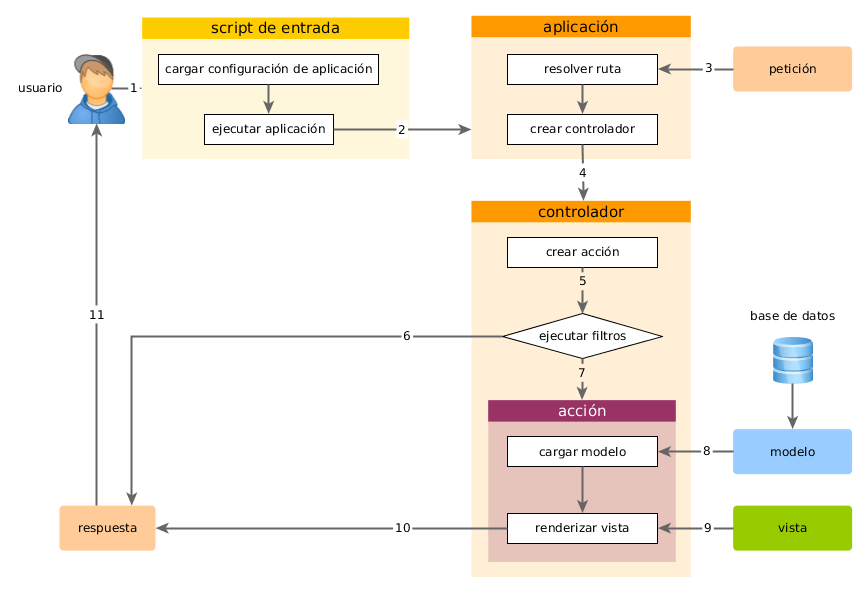 script de entrada
aplicación
cargar configuración de aplicación
resolver ruta
3
petición
usuario
1
ejecutar aplicación
2
crear controlador
4
controlador
crear acción
5
11
6
ejecutar filtros
base de datos
7
acción
cargar modelo
8
modelo
respuesta
10
renderizar vista
9
vista